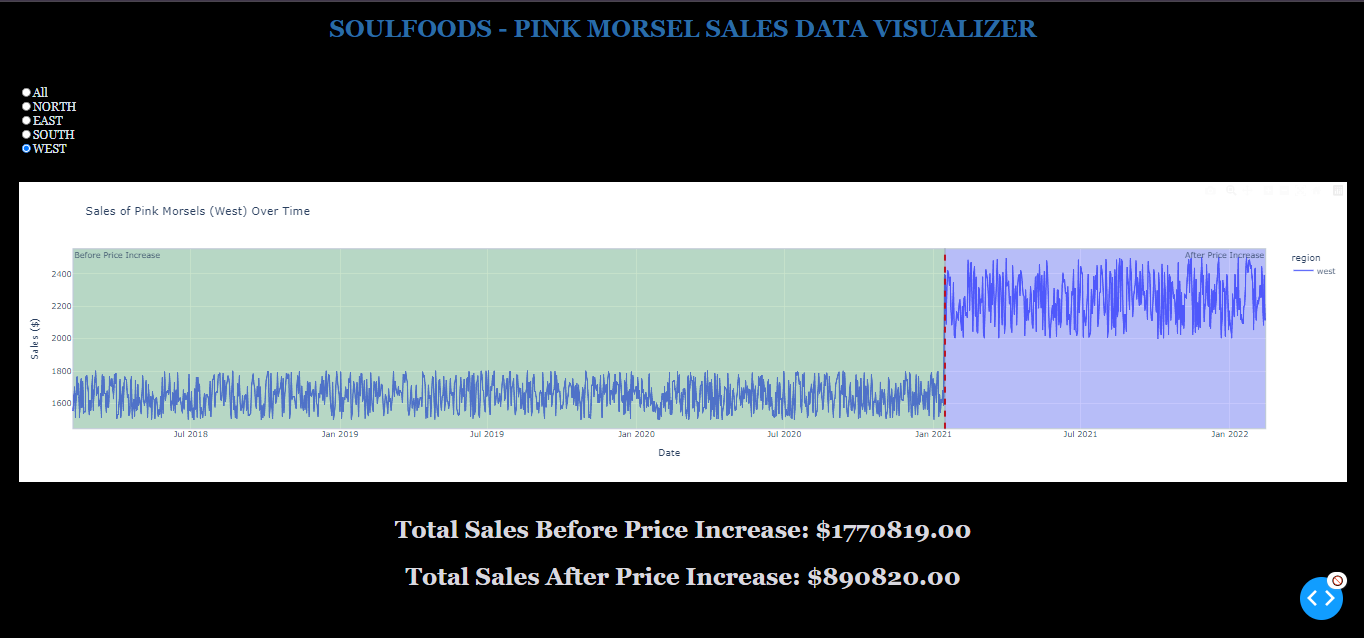 SOULFOODS - PINK MORSEL SALES DATA VISUALIZER
All
NORTH
EAST
SOUTH
WEST
Sales of Pink Morsels (West) Over Time
Before Price Increase
After Price Increase
region
west
Sales ($)
2400
2200
2000
1800
1600
Jul 2018
Jan 2019
Jul 2019
Jan 2020
Jul 2020
Jan 2021
Jul 2021
Jan 2022
Date
Total Sales Before Price Increase: $1770819.00
Total Sales After Price Increase: $890820.00